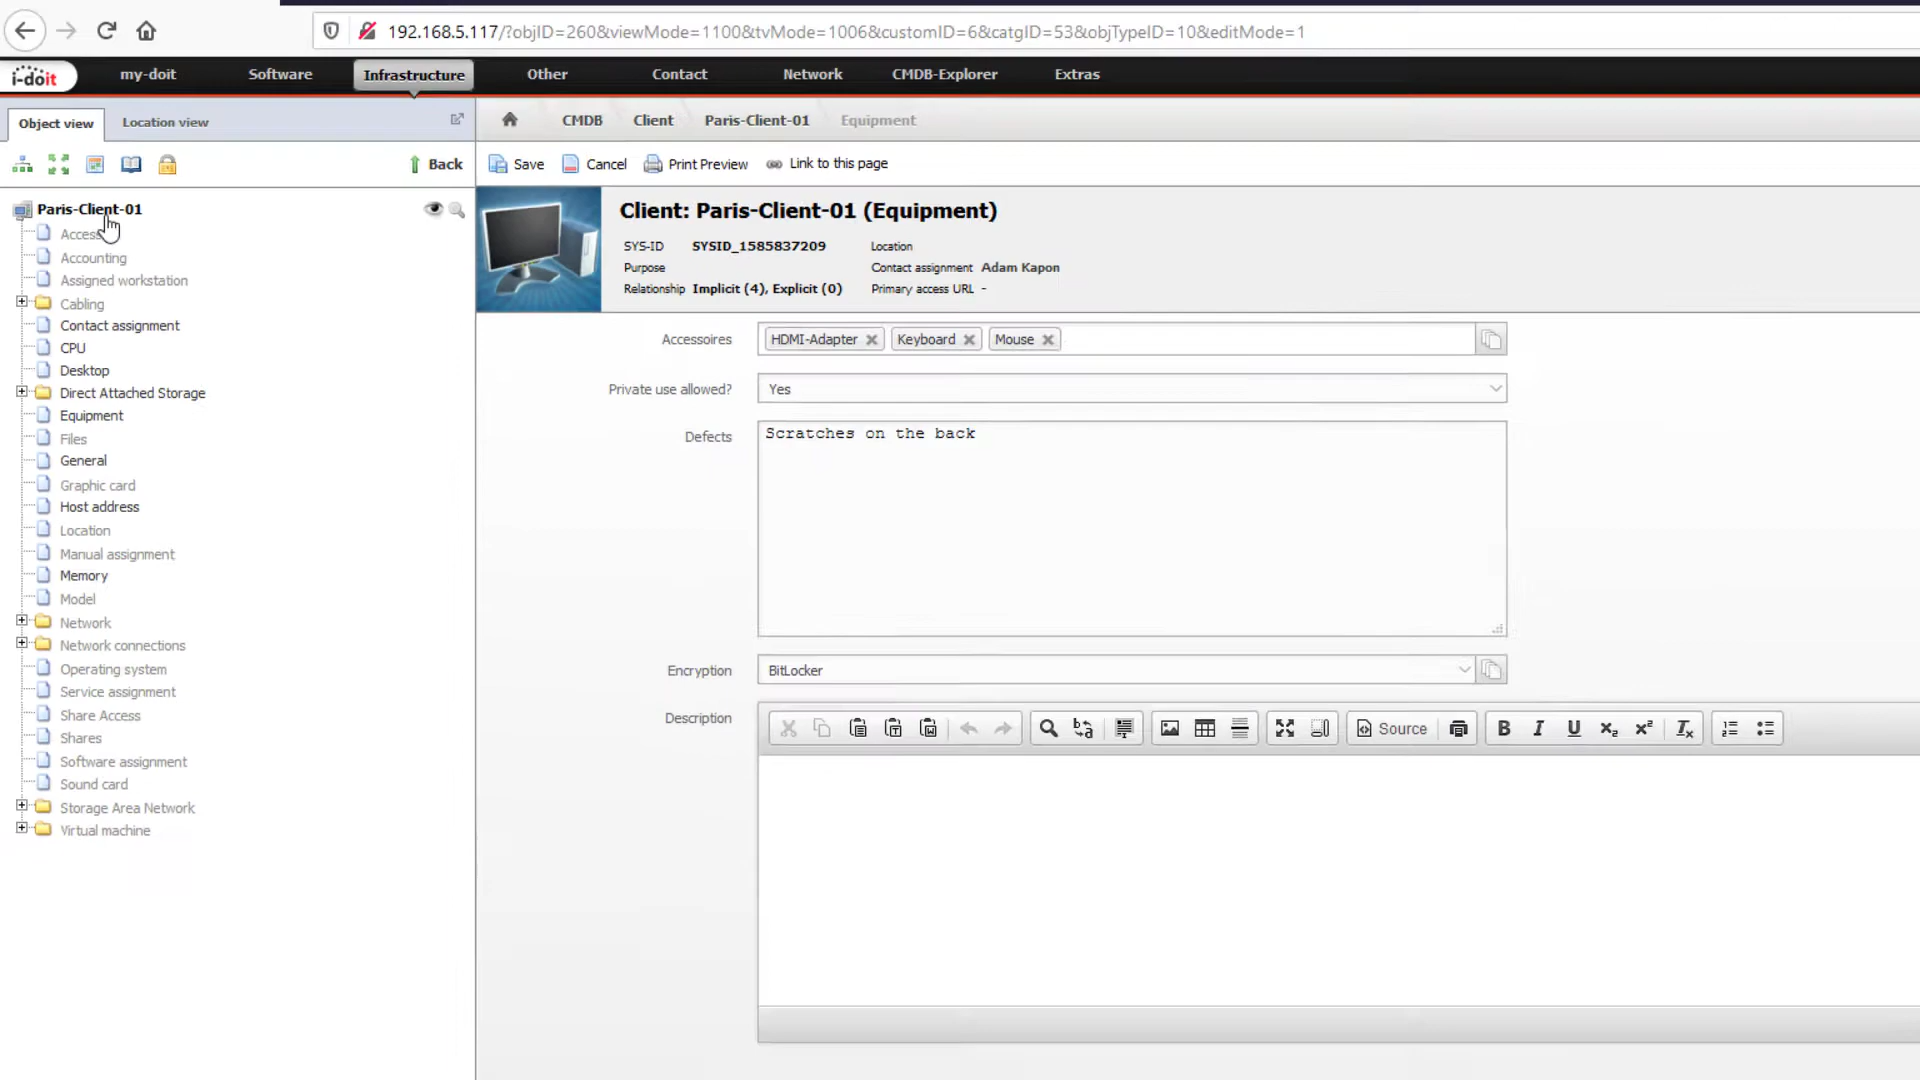 192.168.5.117/?objID=260&viewMode=1100&tvMode=1006&customID=6&catgID=53&objTypeID=10&editMode=1
i-doit my-doit Software Infrastructure Other Contact Network CMDB-Explorer Extras
Object view Location view
CMDB Client Paris-Client-01 Equipment
Back
Save Cancel Print Preview Link to this page
Paris-Client-01
Access
Accounting
Assigned workstation
Cabling
Contact assignment
CPU
Desktop
Direct Attached Storage
Equipment
Files
General
Graphic card
Host address
Location
Manual assignment
Memory
Model
Network
Network connections
Operating system
Service assignment
Share Access
Shares
Software assignment
Sound card
Storage Area Network
Virtual machine
Client: Paris-Client-01 (Equipment)
SYS-ID SYSID_1585837209 Location
Purpose Contact assignment Adam Kapon
Relationship Implicit (4), Explicit (0) Primary access URL -
Accessoires HDMI-Adapter Keyboard Mouse
Private use allowed? Yes
Defects Scratches on the back
Encryption BitLocker
Description
Source B I U x₂ x² Tx